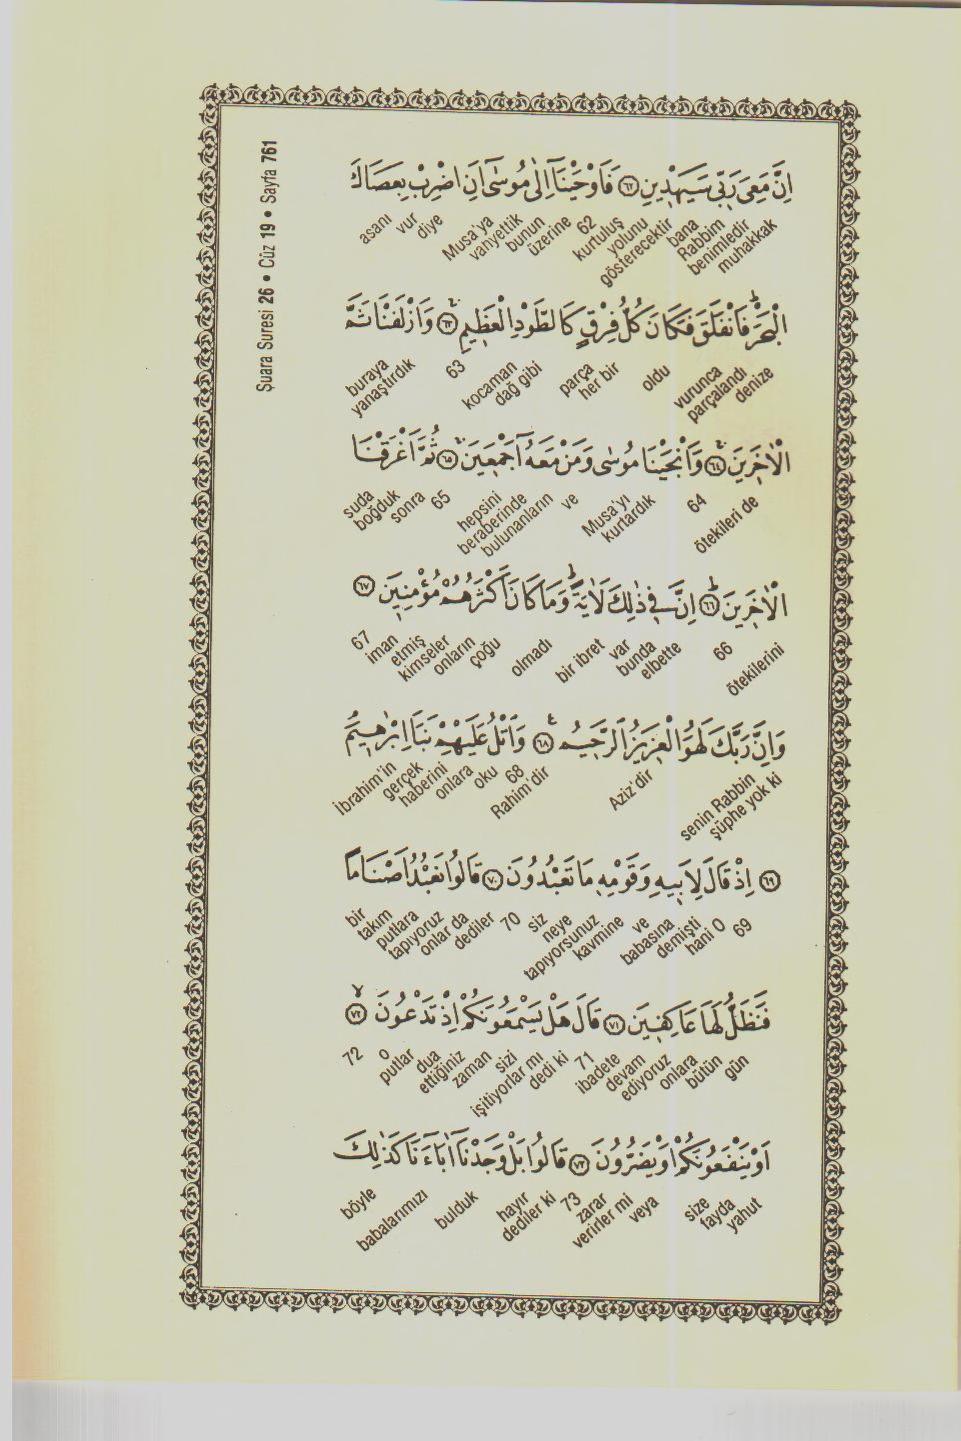 Şuara Suresi 26 • Cüz 19 • Sayfa 761
اِنَّ مَعِيَ رَبّ۪ي سَيَهْد۪ينِ ﴿٦٢﴾ فَاَوْحَيْنَٓا اِلٰى مُوسٰٓى اَنِ اضْرِبْ بِعَصَاكَ
muhakkak benimledir Rabbim bana gösterecektir yolunu kurtuluş 62 üzerine bunun vahyettik Musa'ya diye vur asanı
الْبَحْرَۜ فَانْفَلَقَ فَكَانَ كُلُّ فِرْقٍ كَالطَّوْدِ الْعَظ۪يمِۚ ﴿٦٣﴾ وَاَزْلَفْنَا ثَمَّ
denize parçalandı vurunca oldu her bir parça dağ gibi kocaman 63 yanaştırdık buraya
الْاٰخَر۪ينَۚ ﴿٦٤﴾ وَاَنْجَيْنَا مُوسٰى وَمَنْ مَعَهُٓ اَجْمَع۪ينَۚ ﴿٦٥﴾ ثُمَّ اَغْرَقْنَا
ötekileri de 64 kurtardık Musa'yı ve bulunanların beraberinde hepsini 65 sonra boğduk suda
الْاٰخَر۪ينَۜ ﴿٦٦﴾ اِنَّ ف۪ي ذٰلِكَ لَاٰيَةًۜ وَمَا كَانَ اَكْثَرُهُمْ مُؤْمِن۪ينَ ﴿٦٧﴾
ötekilerini 66 elbette bunda var bir ibret olmadı çoğu onların kimseler etmiş iman 67
وَاِنَّ رَبَّكَ لَهُوَ الْعَز۪يزُ الرَّح۪يمُ۟ ﴿٦٨﴾ وَاتْلُ عَلَيْهِمْ نَبَاَ اِبْرٰه۪يمَۢ
şüphe yok ki senin Rabbin Aziz'dir Rahim'dir 68 oku onlara haberini gerçek İbrahim'in
﴿٦٩﴾ اِذْ قَالَ لِاَب۪يهِ وَقَوْمِه۪ مَا تَعْبُدُونَ ﴿٧٠﴾ قَالُوا نَعْبُدُ اَصْنَامًا
69 hani O demişti babasına ve kavmine tapıyorsunuz neye siz 70 dediler onlar da tapıyoruz putlara takım bir
فَنَظَلُّ لَهَا عَاكِف۪ينَ ﴿٧١﴾ قَالَ هَلْ يَسْمَعُونَكُمْ اِذْ تَدْعُونَۙ ﴿٧٢﴾
gün bütün onlara ediyoruz devam ibadete 71 dedi ki işitiyorlar mı sizi zaman ettiğiniz dua putlar o 72
اَوْ يَنْفَعُونَكُمْ اَوْ يَضُرُّونَ ﴿٧٣﴾ قَالُوا بَلْ وَجَدْنَٓا اٰبَٓاءَنَا كَذٰلِكَ
yahut fayda size veya verirler mi zarar 73 dediler ki hayır bulduk babalarımızı böyle